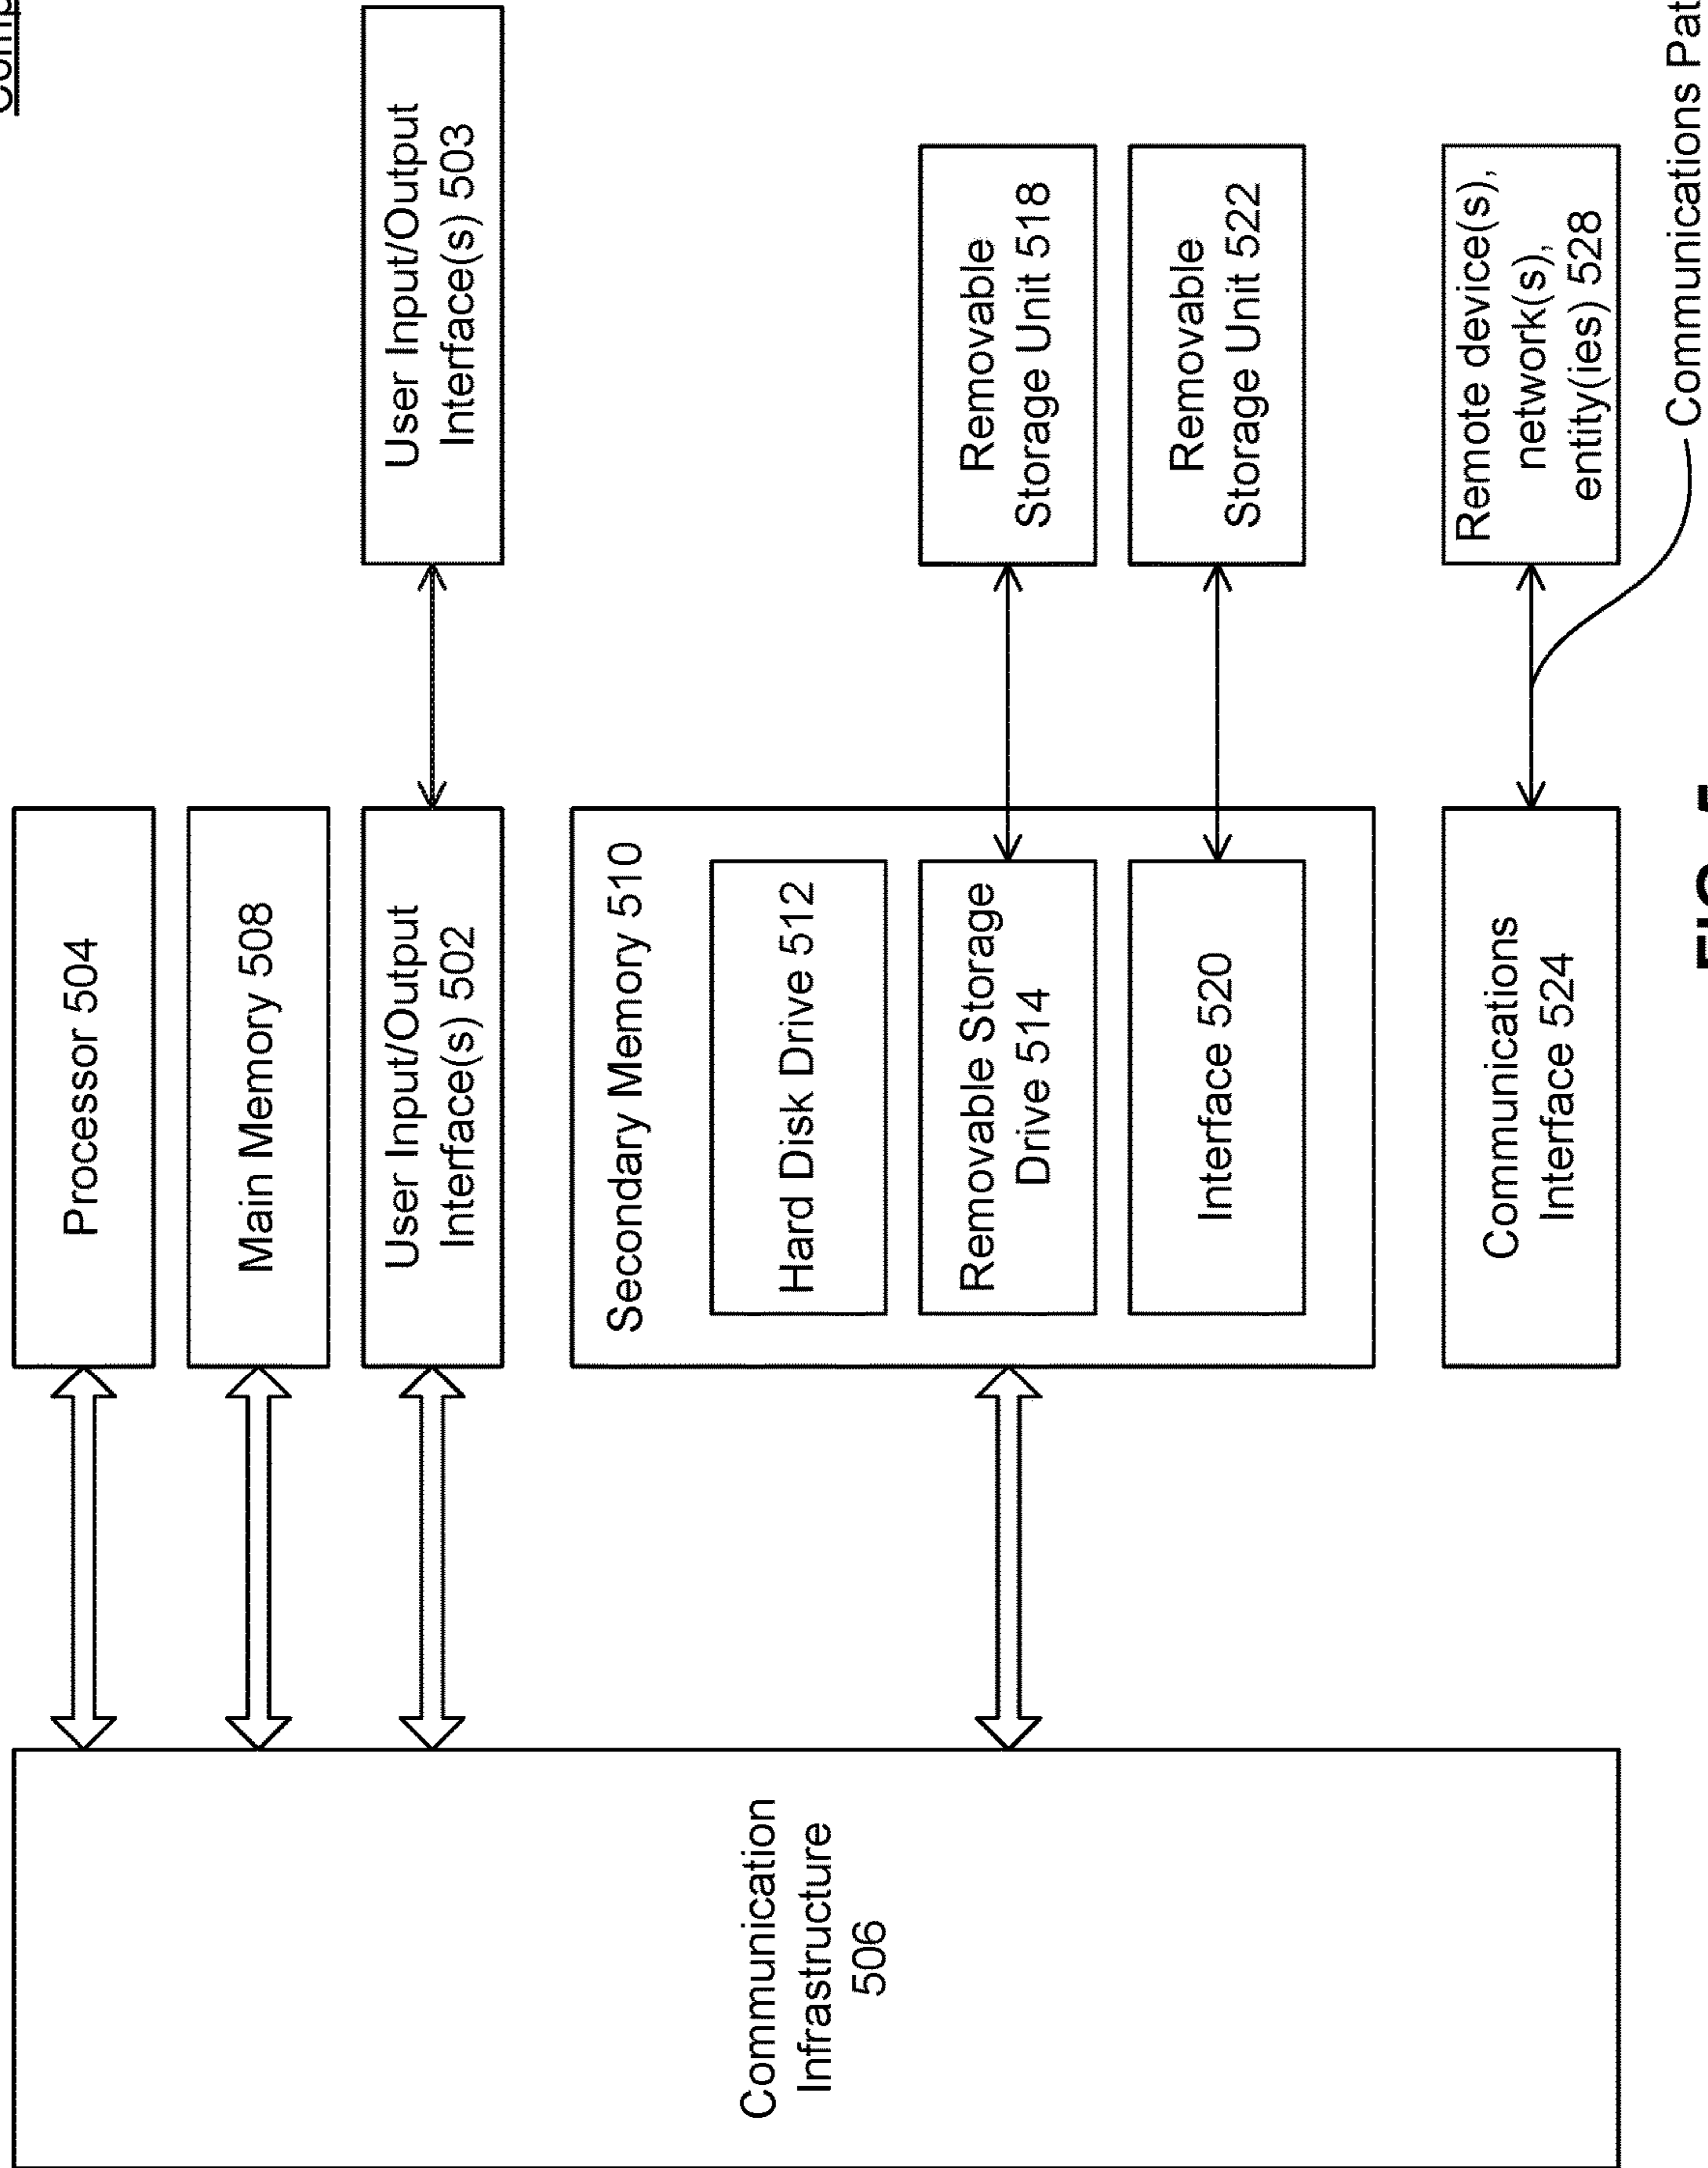 Processor 504
Main Memory 508
User Input/Output
Interface(s) 502
User Input/Output
Interface(s) 503
Communication
Infrastructure
506
Secondary Memory 510
Hard Disk Drive 512
Removable Storage
Drive 514
Removable
Storage Unit 518
Interface 520
Removable
Storage Unit 522
Communications
Interface 524
Remote device(s),
network(s),
entity(ies) 528
Communications